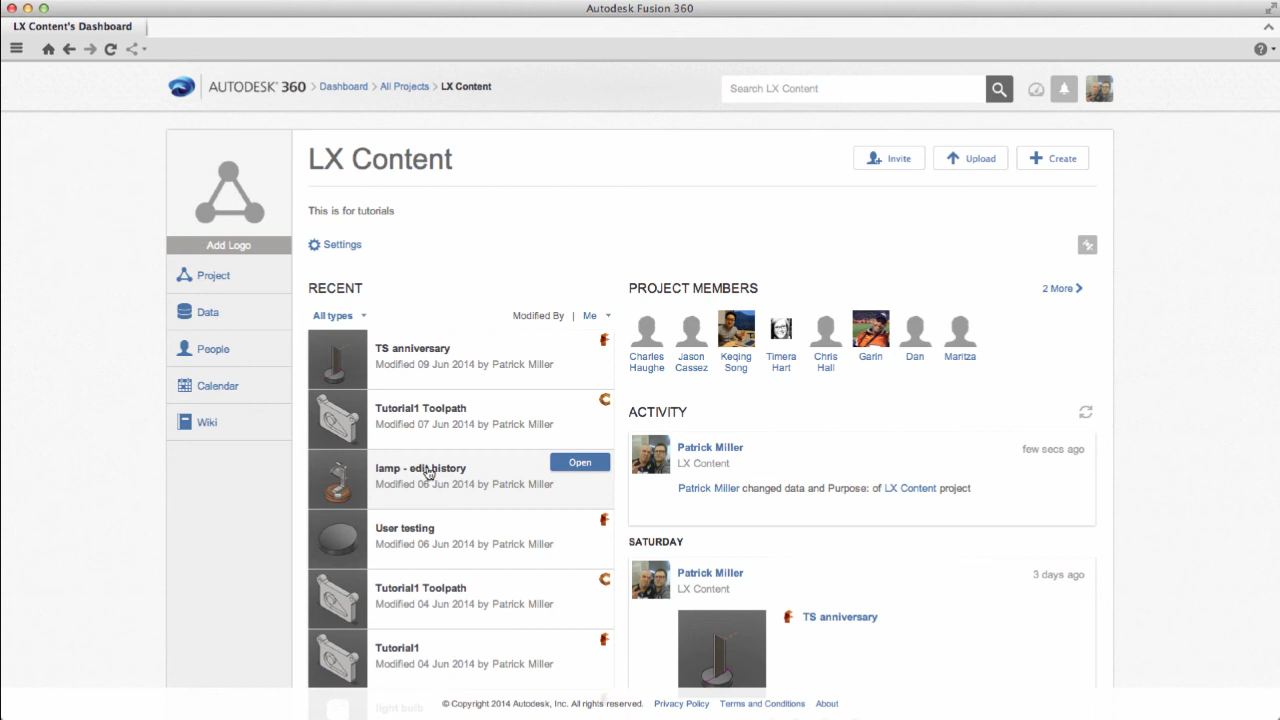 Autodesk Fusion 360
LX Content's Dashboard
AUTODESK® 360 > Dashboard > All Projects > LX Content
Search LX Content
LX Content
Invite
Upload
Create
This is for tutorials
Add Logo
Settings
Project
Data
People
Calendar
Wiki
RECENT
All types
Modified By | Me
TS anniversary
Modified 09 Jun 2014 by Patrick Miller
Tutorial1 Toolpath
Modified 07 Jun 2014 by Patrick Miller
lamp - edit history
Modified 06 Jun 2014 by Patrick Miller
Open
User testing
Modified 06 Jun 2014 by Patrick Miller
Tutorial1 Toolpath
Modified 04 Jun 2014 by Patrick Miller
Tutorial1
Modified 04 Jun 2014 by Patrick Miller
light bulb
PROJECT MEMBERS
2 More
Charles Haughe
Jason Cassez
Keqing Song
Timera Hart
Chris Hall
Garin
Dan
Maritza
ACTIVITY
Patrick Miller
few secs ago
LX Content
Patrick Miller changed data and Purpose: of LX Content project
SATURDAY
Patrick Miller
3 days ago
LX Content
TS anniversary
© Copyright 2014 Autodesk, Inc. All rights reserved. Privacy Policy Terms and Conditions About